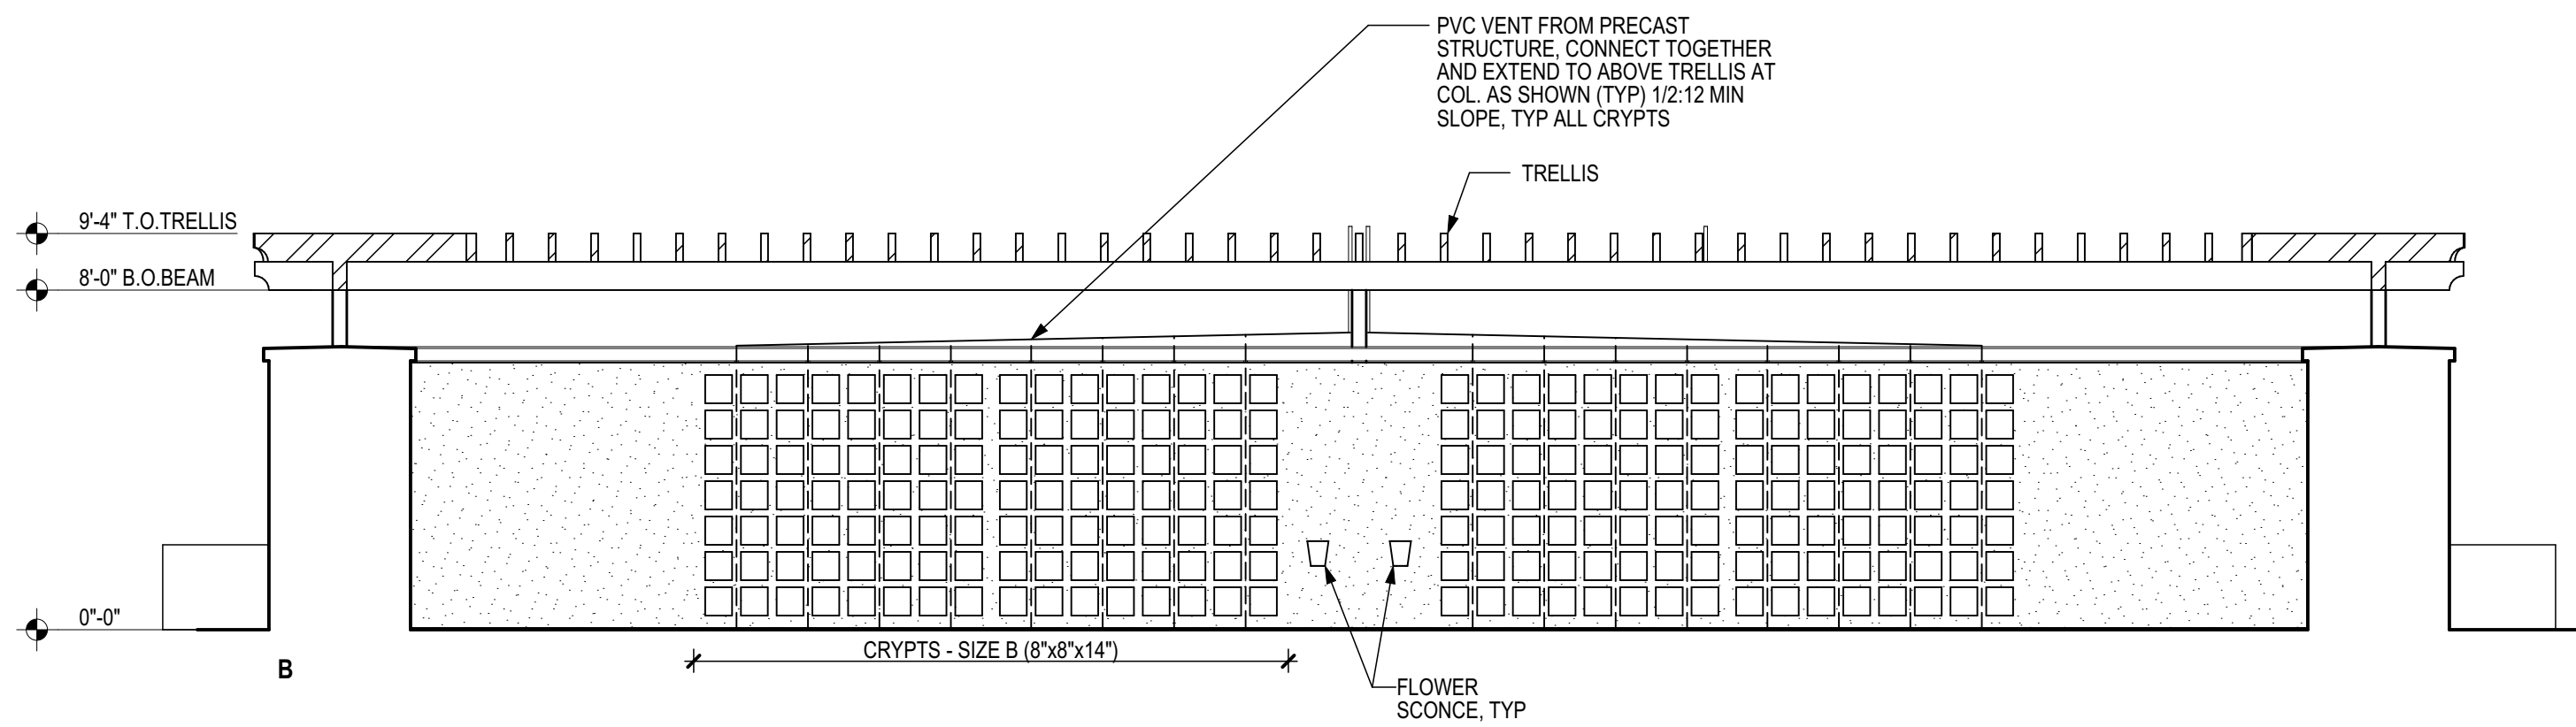 PVC VENT FROM PRECAST
STRUCTURE, CONNECT TOGETHER
AND EXTEND TO ABOVE TRELLIS AT
COL. AS SHOWN (TYP) 1/2:12 MIN
SLOPE, TYP ALL CRYPTS
TRELLIS
9'-4" T.O.TRELLIS
8'-0" B.O.BEAM
0"-0"
CRYPTS - SIZE B (8"x8"x14")
B
FLOWER
SCONCE, TYP